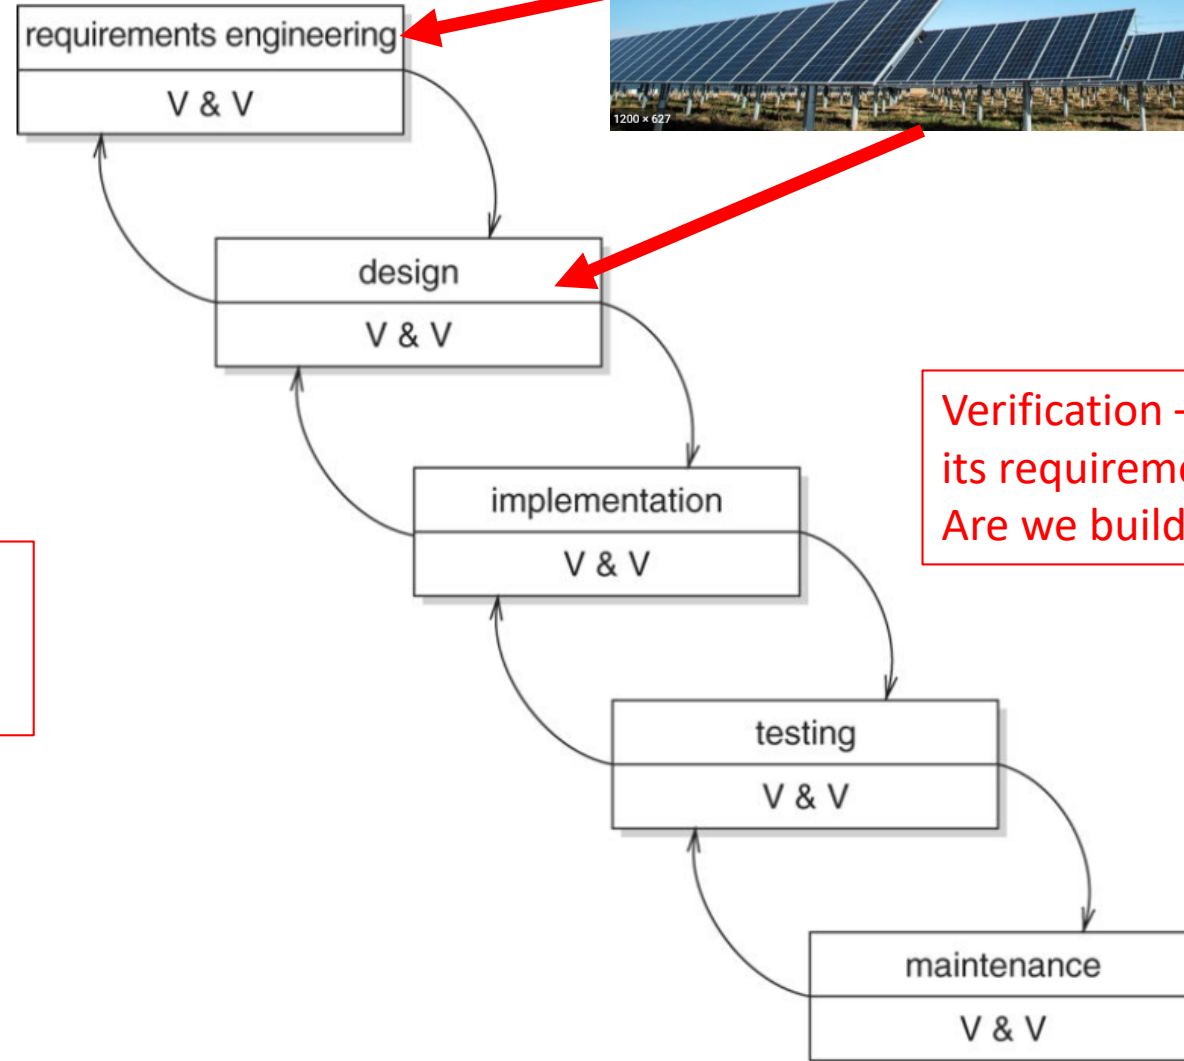 requirements engineering
V & V
1200 × 627
design
V & V
Verification -
its requireme
Are we build
implementation
V & V
testing
V & V
maintenance
V & V